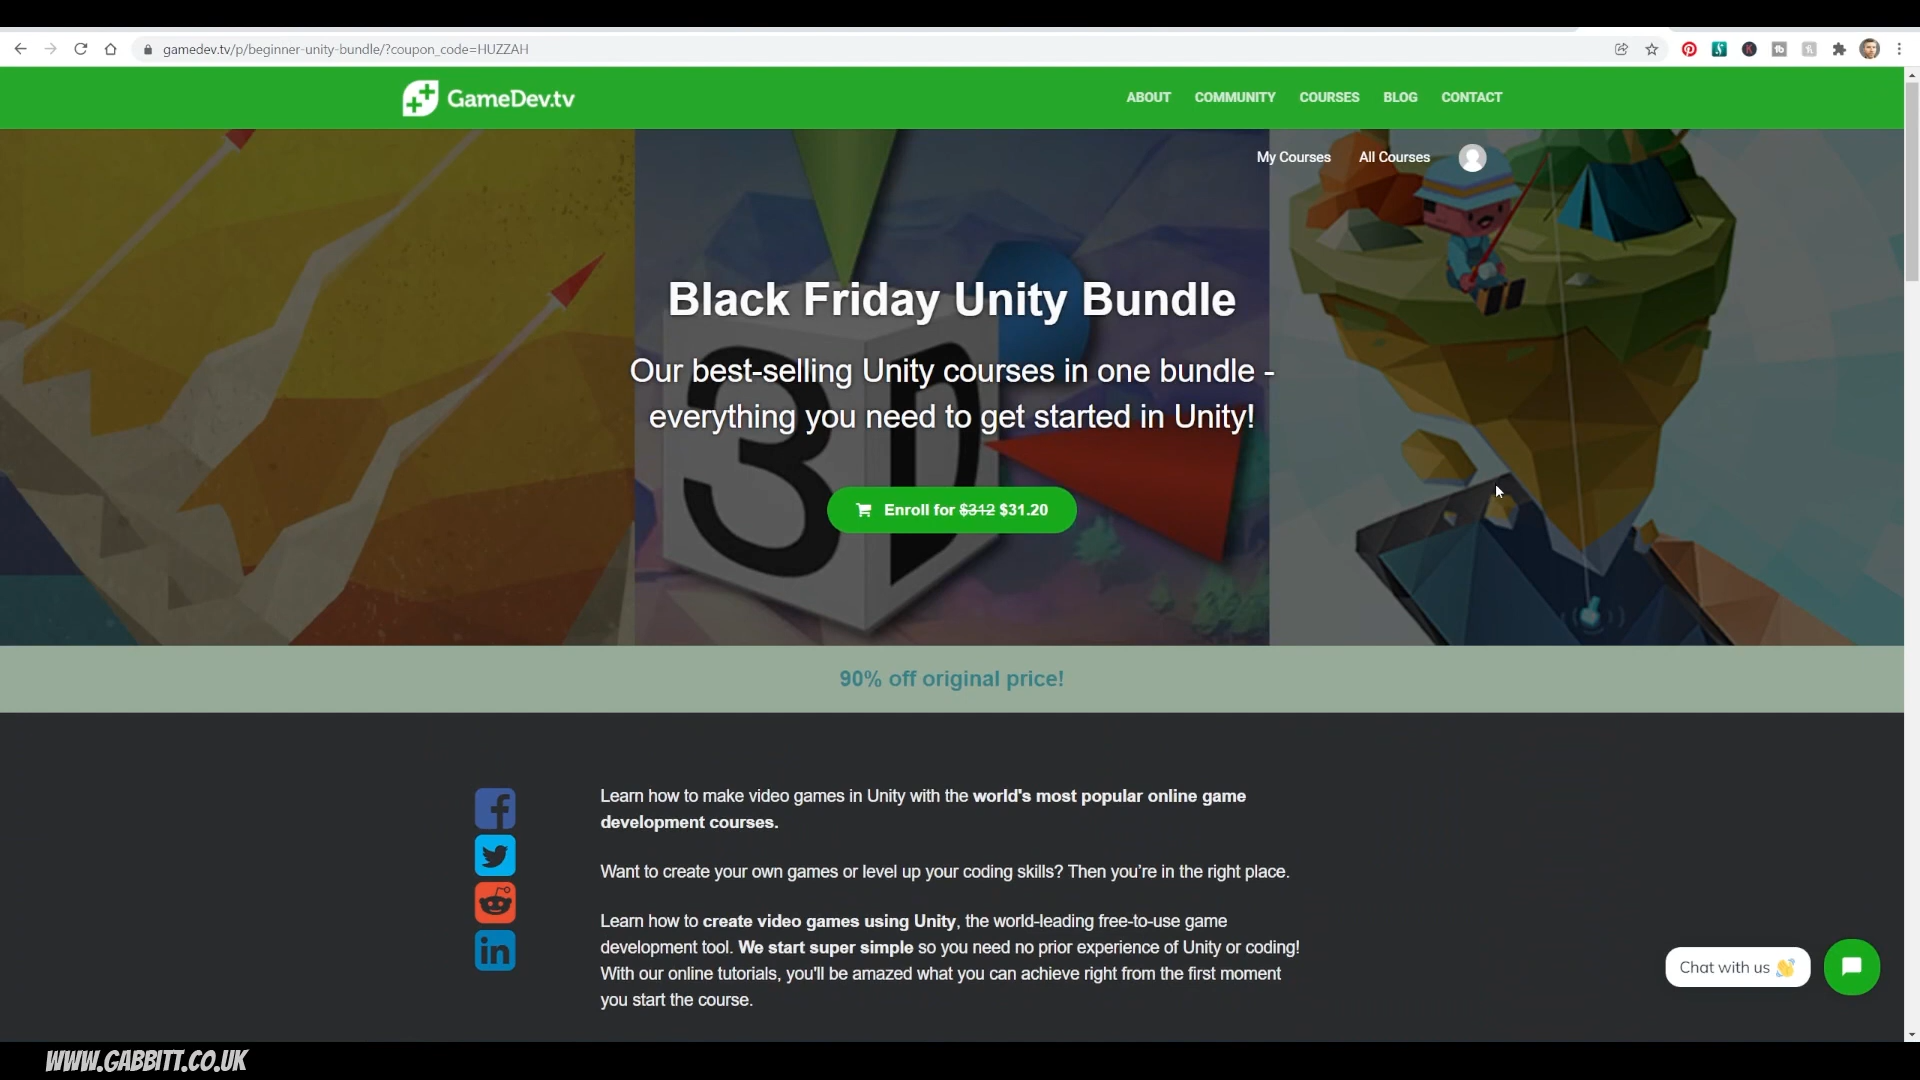 gamedev.tv/p/beginner-unity-bundle/?coupon_code=HUZZAH
GameDev.tv
ABOUT COMMUNITY COURSES BLOG CONTACT
My Courses All Courses
Black Friday Unity Bundle
Our best-selling Unity courses in one bundle -
everything you need to get started in Unity!
3D
Enroll for $312 $31.20
90% off original price!
Learn how to make video games in Unity with the world's most popular online game
development courses.
Want to create your own games or level up your coding skills? Then you’re in the right place.
Learn how to create video games using Unity, the world-leading free-to-use game
development tool. We start super simple so you need no prior experience of Unity or coding!
With our online tutorials, you'll be amazed what you can achieve right from the first moment
you start the course.
Chat with us 👋
WWW.GABBITT.CO.UK